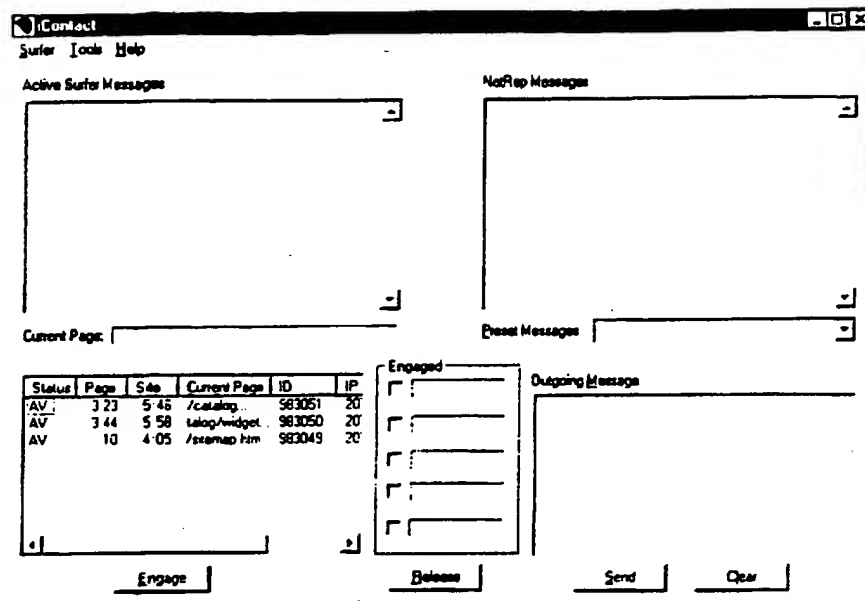 iContact
Surfer Tools Help
Active Surfer Messages
NetRep Messages
Current Page:
Preset Messages
Status Page Site Current Page ID IP
AV 3:23 5:46 /catalog... 983051 20
AV 3:44 5:58 talog/widget... 983050 20
AV 10 4:05 /sitemap.htm 983049 20
Engaged
Outgoing Message
Engage
Release
Send
Clear